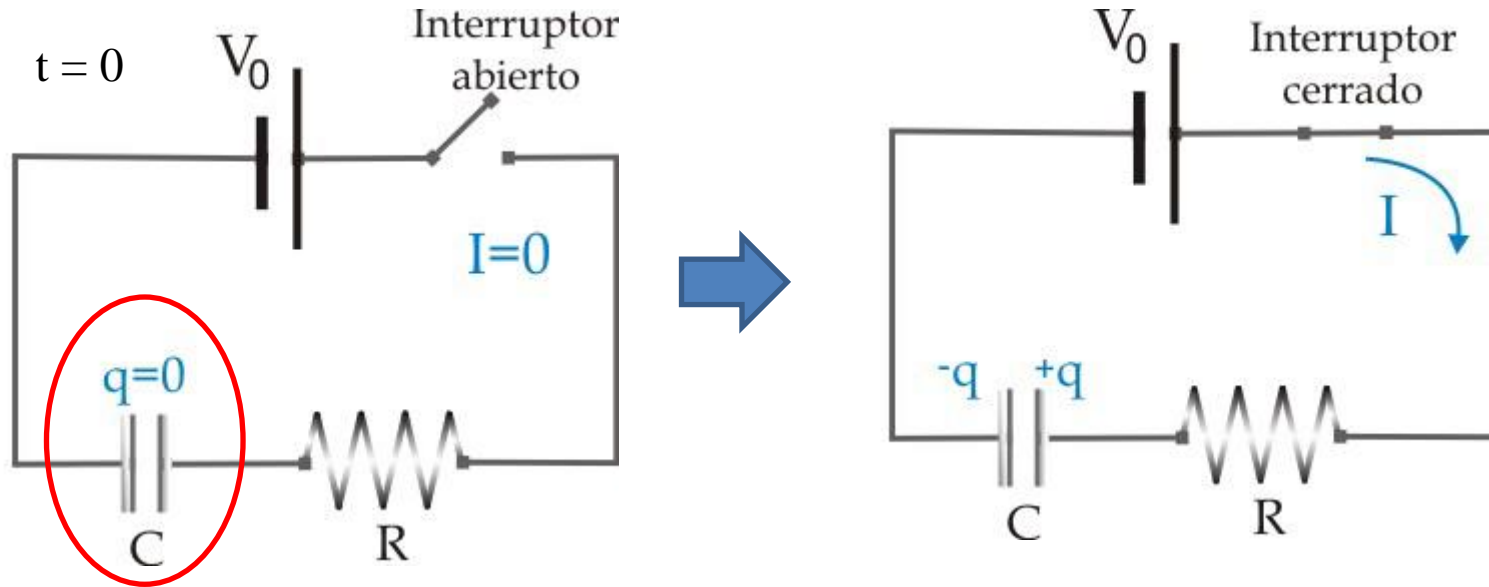 t = 0
V0
Interruptor
abierto
I=0
q=0
C
R
V0
Interruptor
cerrado
I
-q
+q
C
R